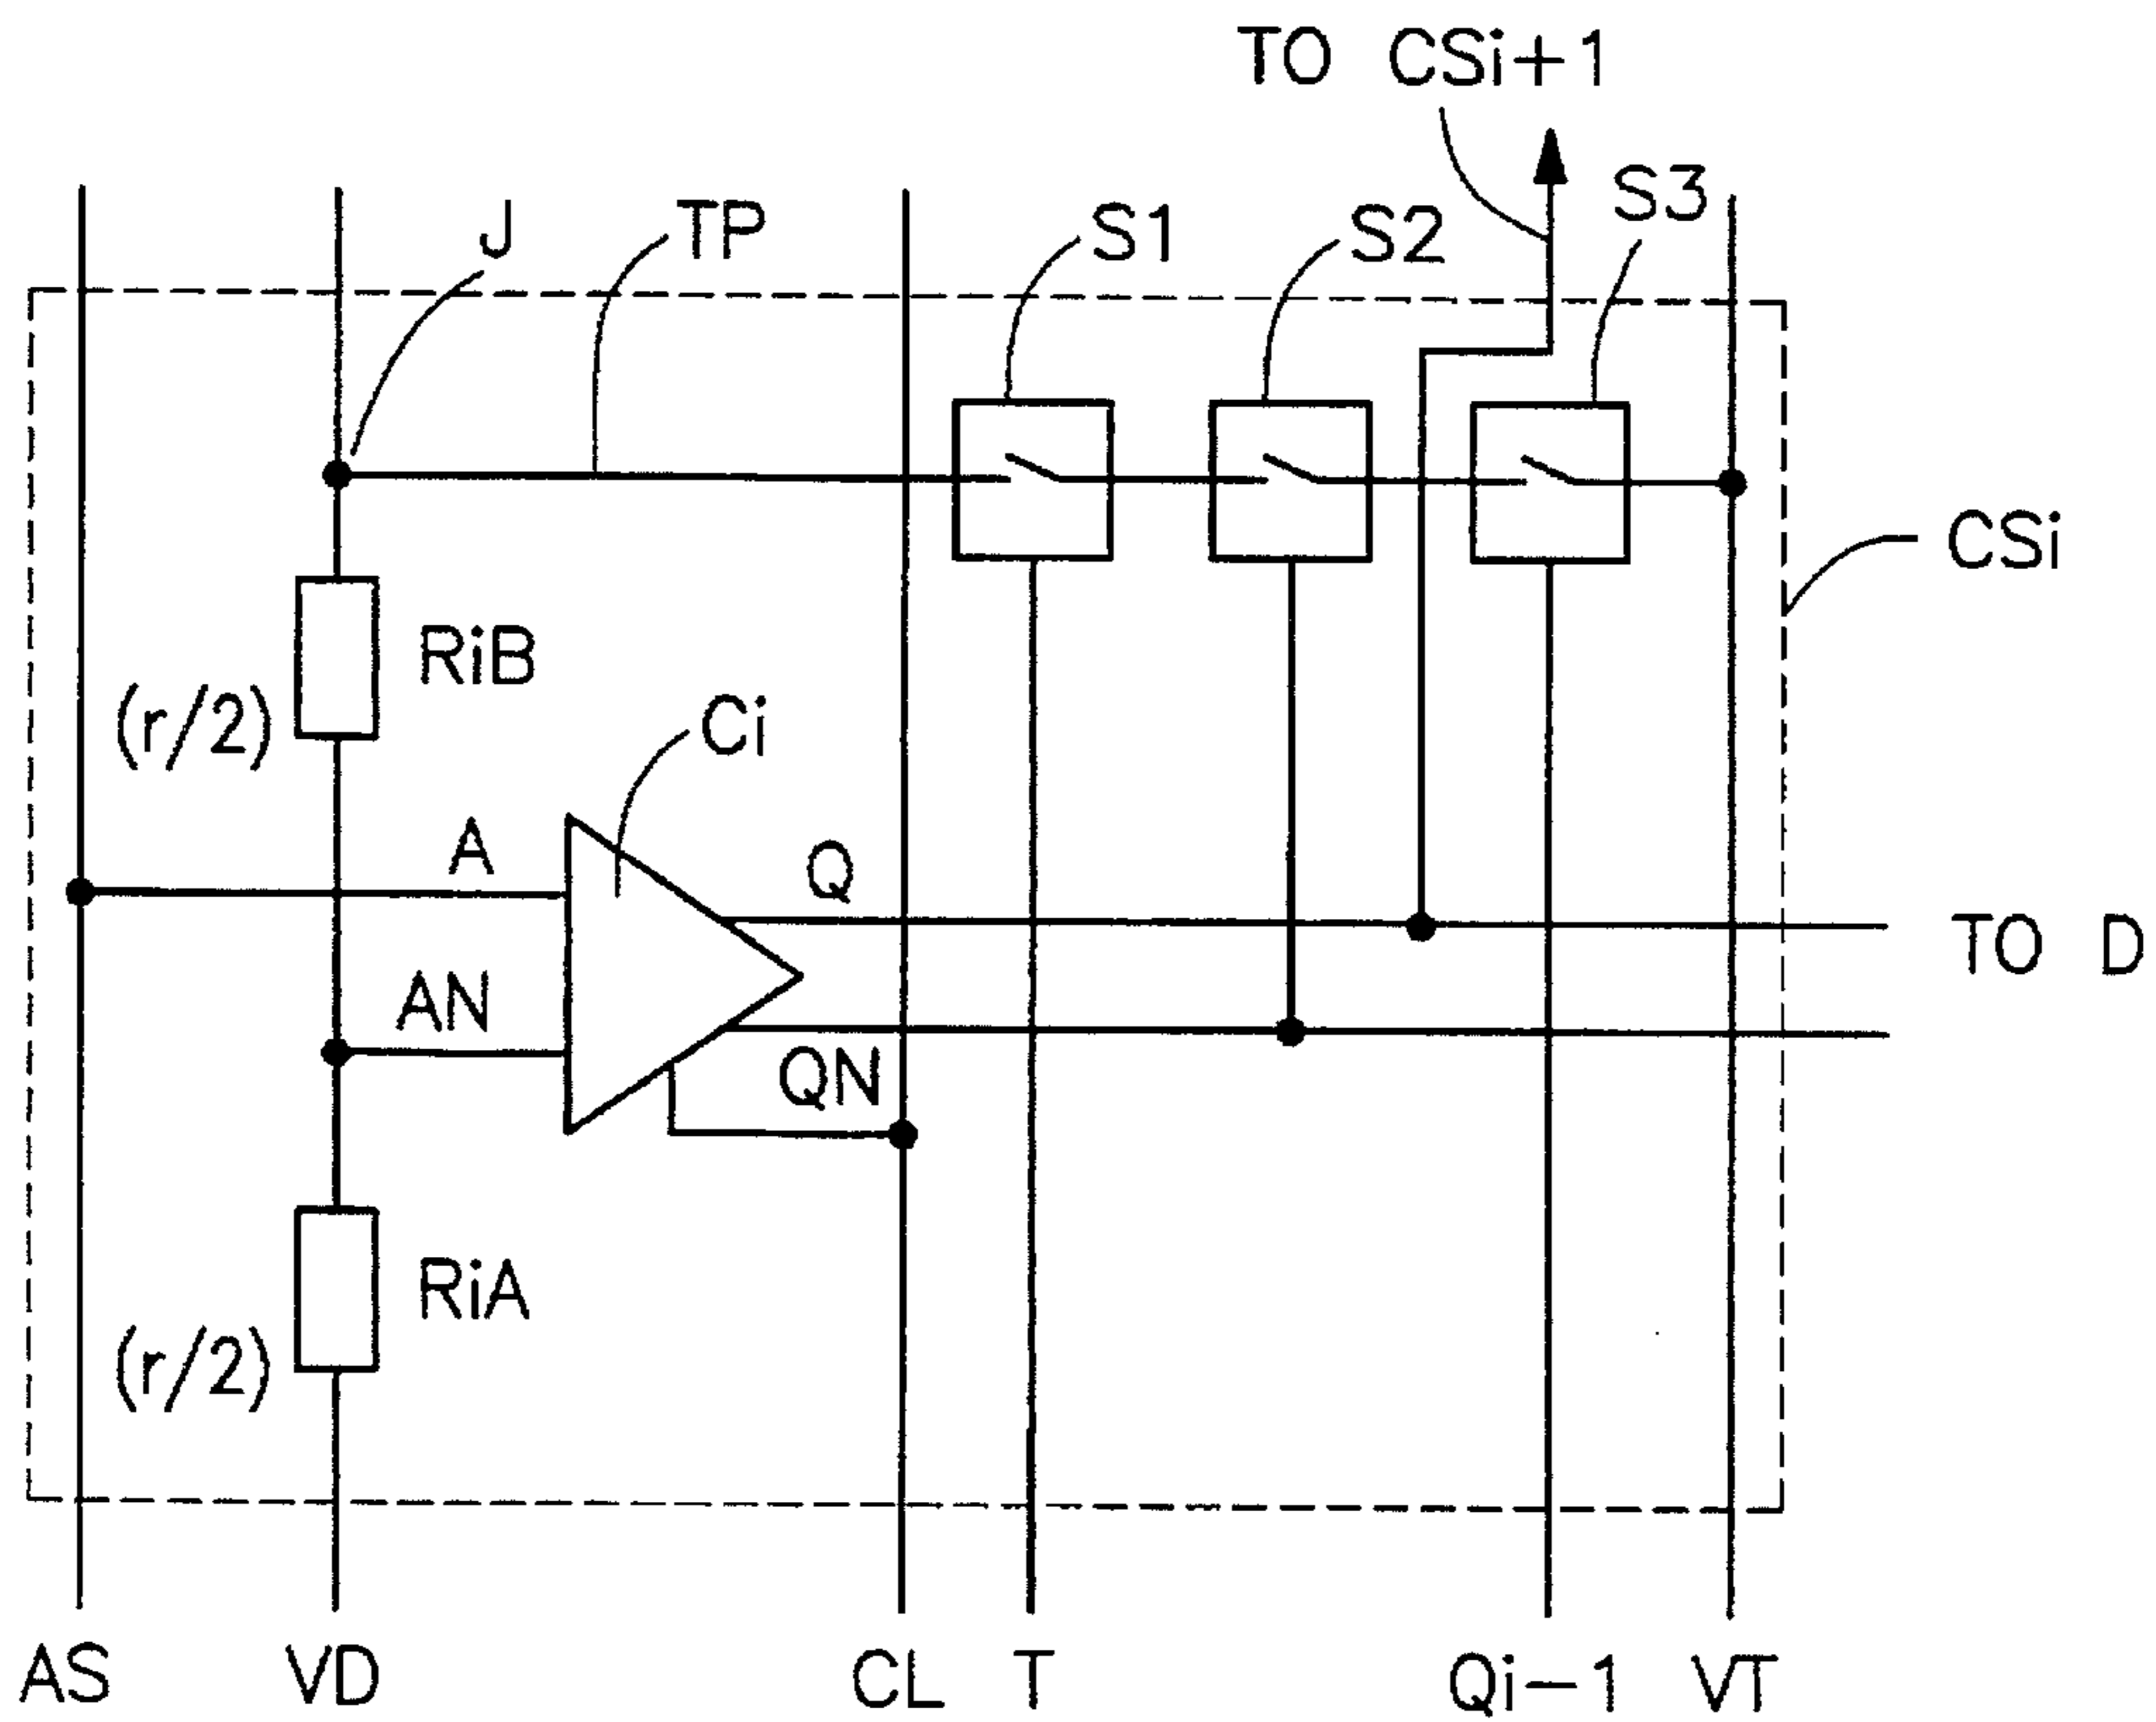 TO CSi+1
J
TP
S1
S2
S3
CSi
RiB
(r/2)
Ci
A
Q
TO D
AN
QN
RiA
(r/2)
AS
VD
CL
T
Qi-1
VT